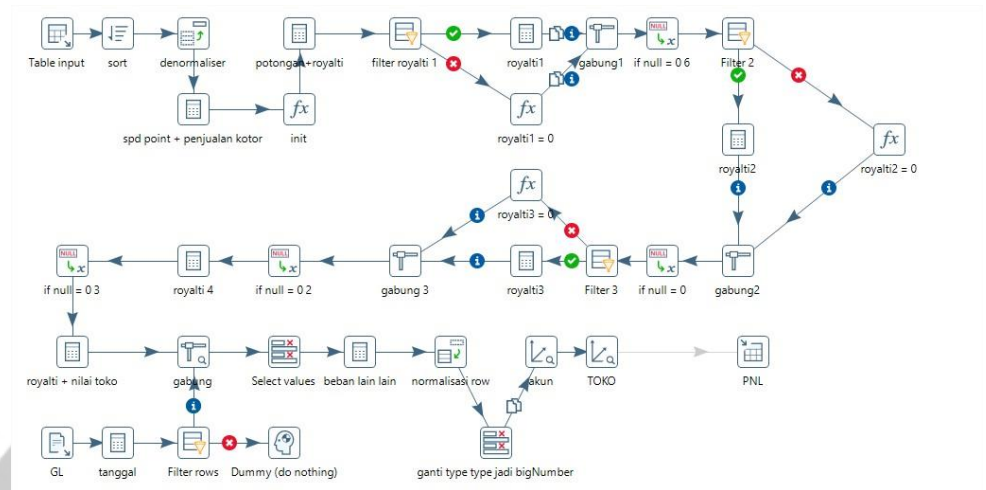 Table input
sort
denormaliser
potongan+royalti
filter royalti 1
royalti1
gabung1
if null = 0 6
Filter 2
spd point + penjualan kotor
init
royalti1 = 0
royalti2
royalti2 = 0
royalti3 = 0
if null = 0 3
royalti 4
if null = 0 2
gabung 3
royalti3
Filter 3
if null = 0
gabung2
royalti + nilai toko
gabung
Select values
beban lain lain
normalisasi row
akun
TOKO
PNL
GL
tanggal
Filter rows
Dummy (do nothing)
ganti type type jadi bigNumber